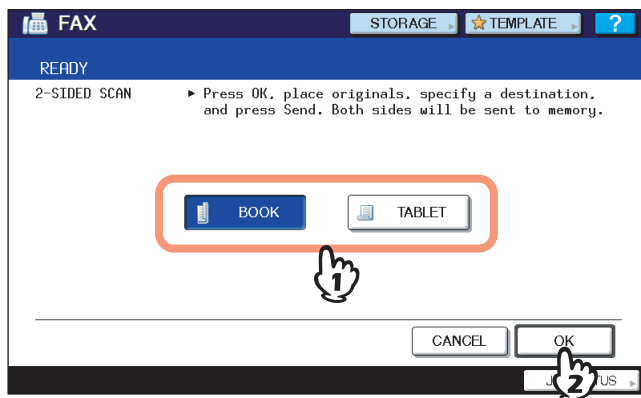 FAX
STORAGE
TEMPLATE
?
READY
2-SIDED SCAN
► Press OK, place originals, specify a destination,
and press Send. Both sides will be sent to memory.
BOOK
TABLET
1
CANCEL
OK
2